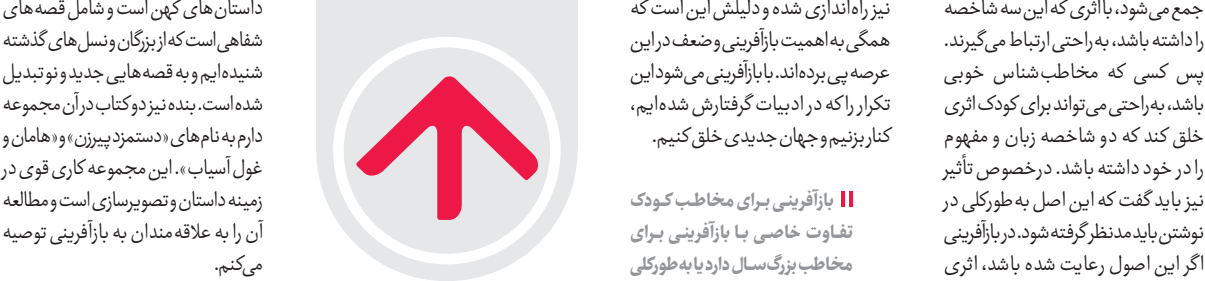 جمع می‌شود، با اثری که این سه شاخصه
را داشته باشد، به‌راحتی ارتباط می‌گیرند.
پس کسی که مخاطب‌شناس خوبی
باشد، به‌راحتی می‌تواند برای کودک اثری
خلق کند که دو شاخصه زبان و مفهوم
را در خود داشته باشد. درخصوص تأثیر
نیز باید گفت که این اصل به طورکلی در
نوشتن باید مدنظر گرفته شود. در بازآفرینی
اگر این اصول رعایت شده باشد، اثری
نیز راه‌اندازی شده و دلیلش این است که
همگی به اهمیت بازآفرینی و ضعف در این
عرصه پی برده‌اند. با بازآفرینی می‌شود این
تکرار را که در ادبیات گرفتارش شده‌ایم،
کنار بزنیم و جهان جدیدی خلق کنیم.
بازآفرینی برای مخاطب کودک
تفاوت خاصی با بازآفرینی برای
مخاطب بزرگ‌سال دارد یا به‌طورکلی
داستان‌های کهن است و شامل قصه‌های
شفاهی است که از بزرگان و نسل‌های گذشته
شنیده‌ایم و به قصه‌هایی جدید و نو تبدیل
شده است. بنده نیز دو کتاب در آن مجموعه
دارم به نام‌های «دستمزد پیرزن» و «هامان و
غول آسیاب». این مجموعه کاری قوی در
زمینه داستان و تصویرسازی است و مطالعه
آن را به علاقه‌مندان به بازآفرینی توصیه
می‌کنم.